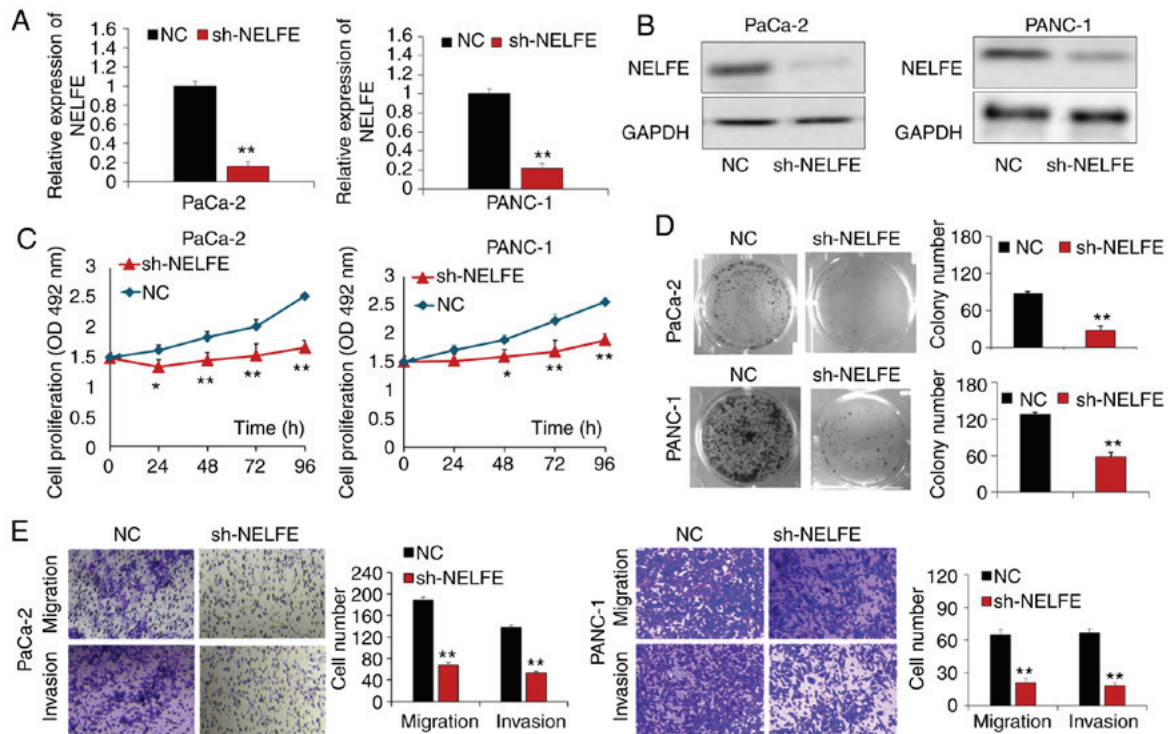 A
Relative expression of
NELFE
1.6
1.4
1.2
1
0.8
0.6
0.4
0.2
0
NC
sh-NELFE
**
PaCa-2
Relative expression of
NELFE
1.6
1.4
1.2
1
0.8
0.6
0.4
0.2
0
NC
sh-NELFE
**
PANC-1
B
PaCa-2
NELFE
GAPDH
NC
sh-NELFE
PANC-1
NELFE
GAPDH
NC
sh-NELFE
C
PaCa-2
Cell proliferation (OD 492 nm)
3
2.5
2
1.5
1
0.5
0
sh-NELFE
NC
*
**
**
**
Time (h)
0
24
48
72
96
PANC-1
Cell proliferation (OD 492 nm)
3
2.5
2
1.5
1
0.5
0
sh-NELFE
NC
*
**
**
Time (h)
0
24
48
72
96
D
NC
sh-NELFE
PaCa-2
Colony number
180
120
60
0
NC
sh-NELFE
**
NC
sh-NELFE
PANC-1
Colony number
180
120
60
0
NC
sh-NELFE
**
E
NC
sh-NELFE
PaCa-2
Migration
Invasion
NC
sh-NELFE
Cell number
240
200
160
120
80
40
0
**
**
Migration
Invasion
NC
sh-NELFE
PANC-1
Migration
Invasion
NC
sh-NELFE
Cell number
120
90
60
30
0
**
**
Migration
Invasion